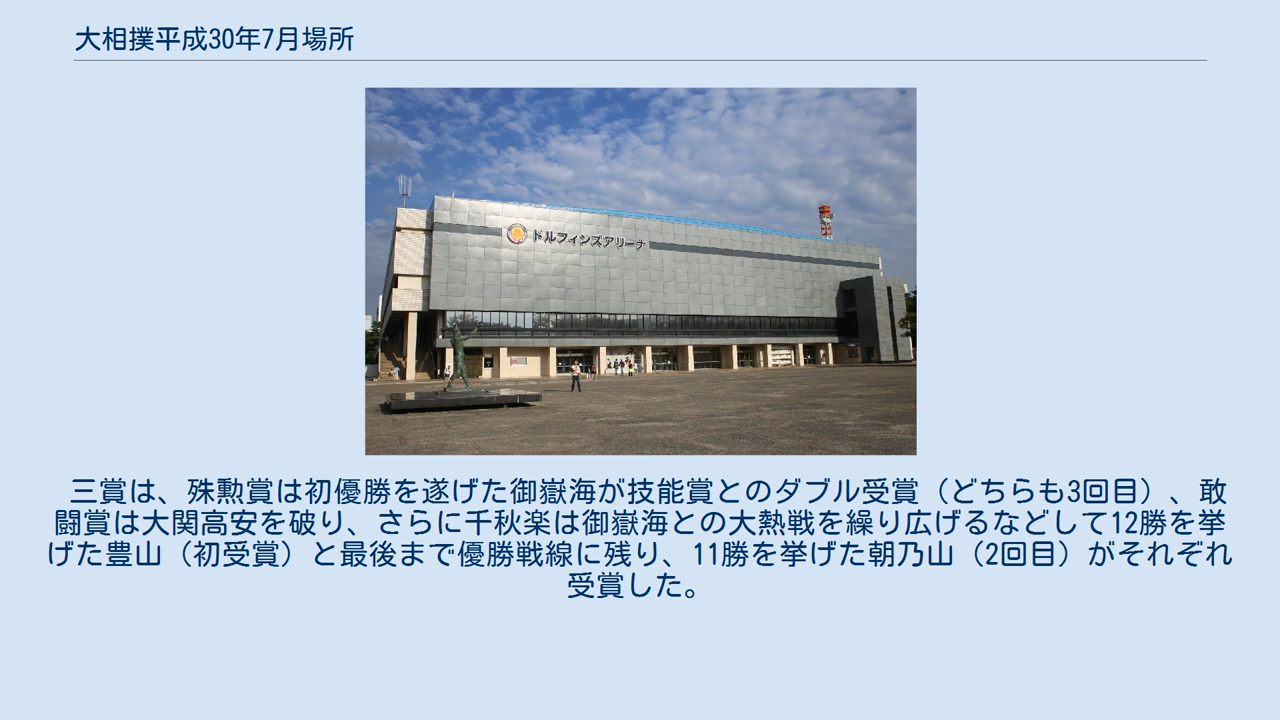 大相撲平成30年7月場所
ドルフィンズアリーナ
三賞は、殊勲賞は初優勝を遂げた御嶽海が技能賞とのダブル受賞（どちらも3回目）、敢
闘賞は大関高安を破り、さらに千秋楽は御嶽海との大熱戦を繰り広げるなどして12勝を挙
げた豊山（初受賞）と最後まで優勝戦線に残り、11勝を挙げた朝乃山（2回目）がそれぞれ
受賞した。